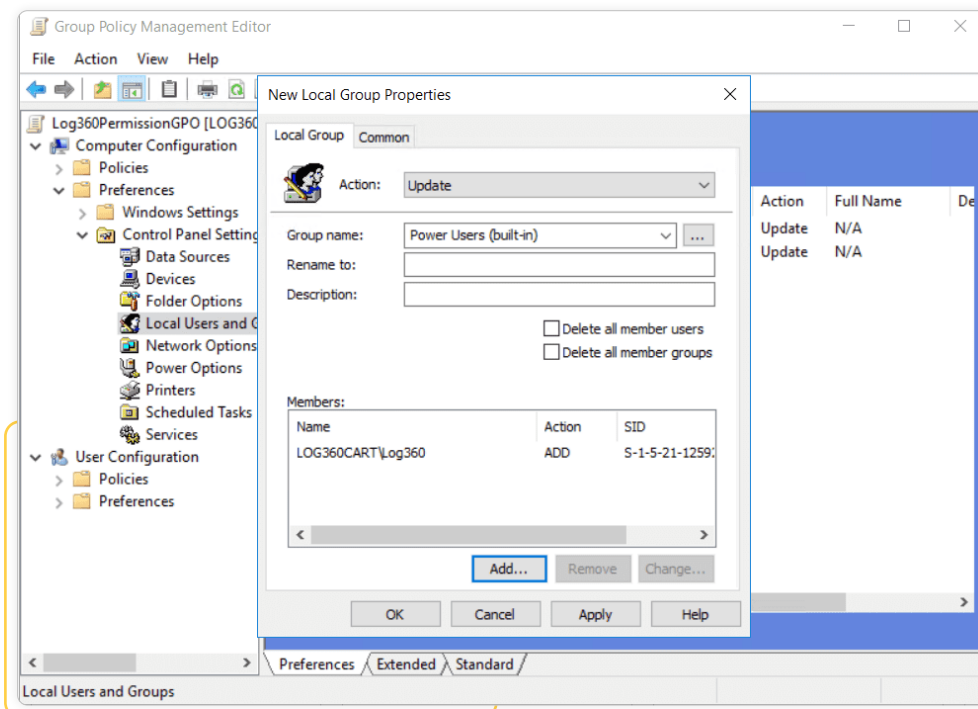 Group Policy Management Editor
File Action View Help
Log360PermissionGPO [LOG360
Computer Configuration
Policies
Preferences
Windows Settings
Control Panel Setting
Data Sources
Devices
Folder Options
Local Users and G
Network Options
Power Options
Printers
Scheduled Tasks
Services
User Configuration
Policies
Preferences
New Local Group Properties
Local Group Common
Action: Update
Group name: Power Users (built-in) ...
Rename to:
Description:
Delete all member users
Delete all member groups
Members:
Name Action SID
LOG360CART\Log360 ADD S-1-5-21-1259
Add... Remove Change...
OK Cancel Apply Help
Action Full Name De
Update N/A
Update N/A
Preferences Extended Standard
Local Users and Groups